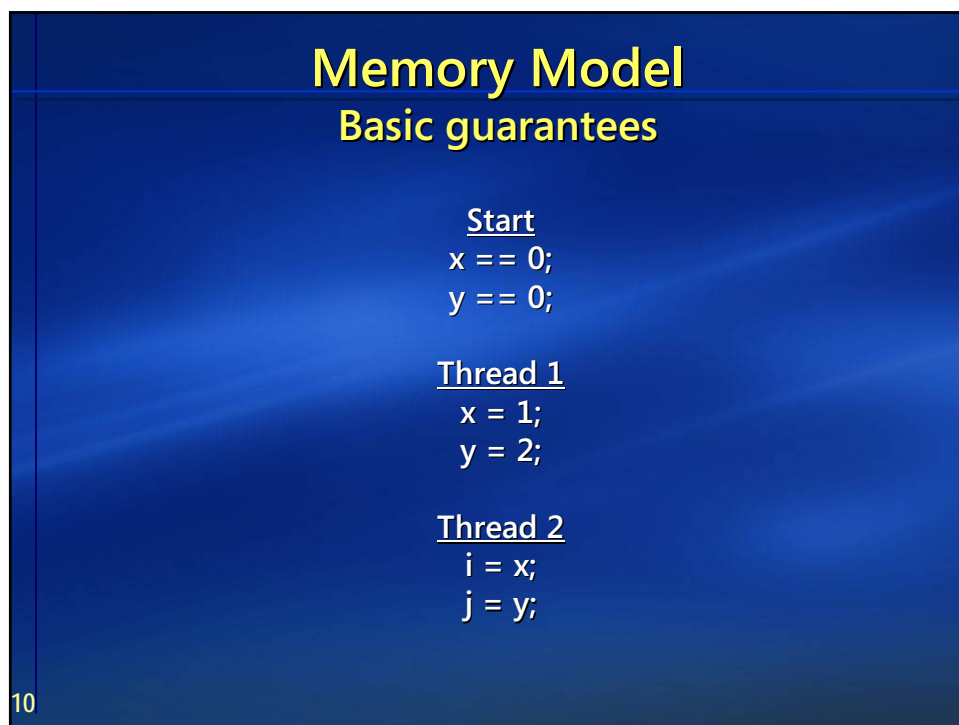 Memory Model
Basic guarantees
Start
x == 0;
y == 0;
Thread 1
x = 1;
y = 2;
Thread 2
i = x;
j = y;
10